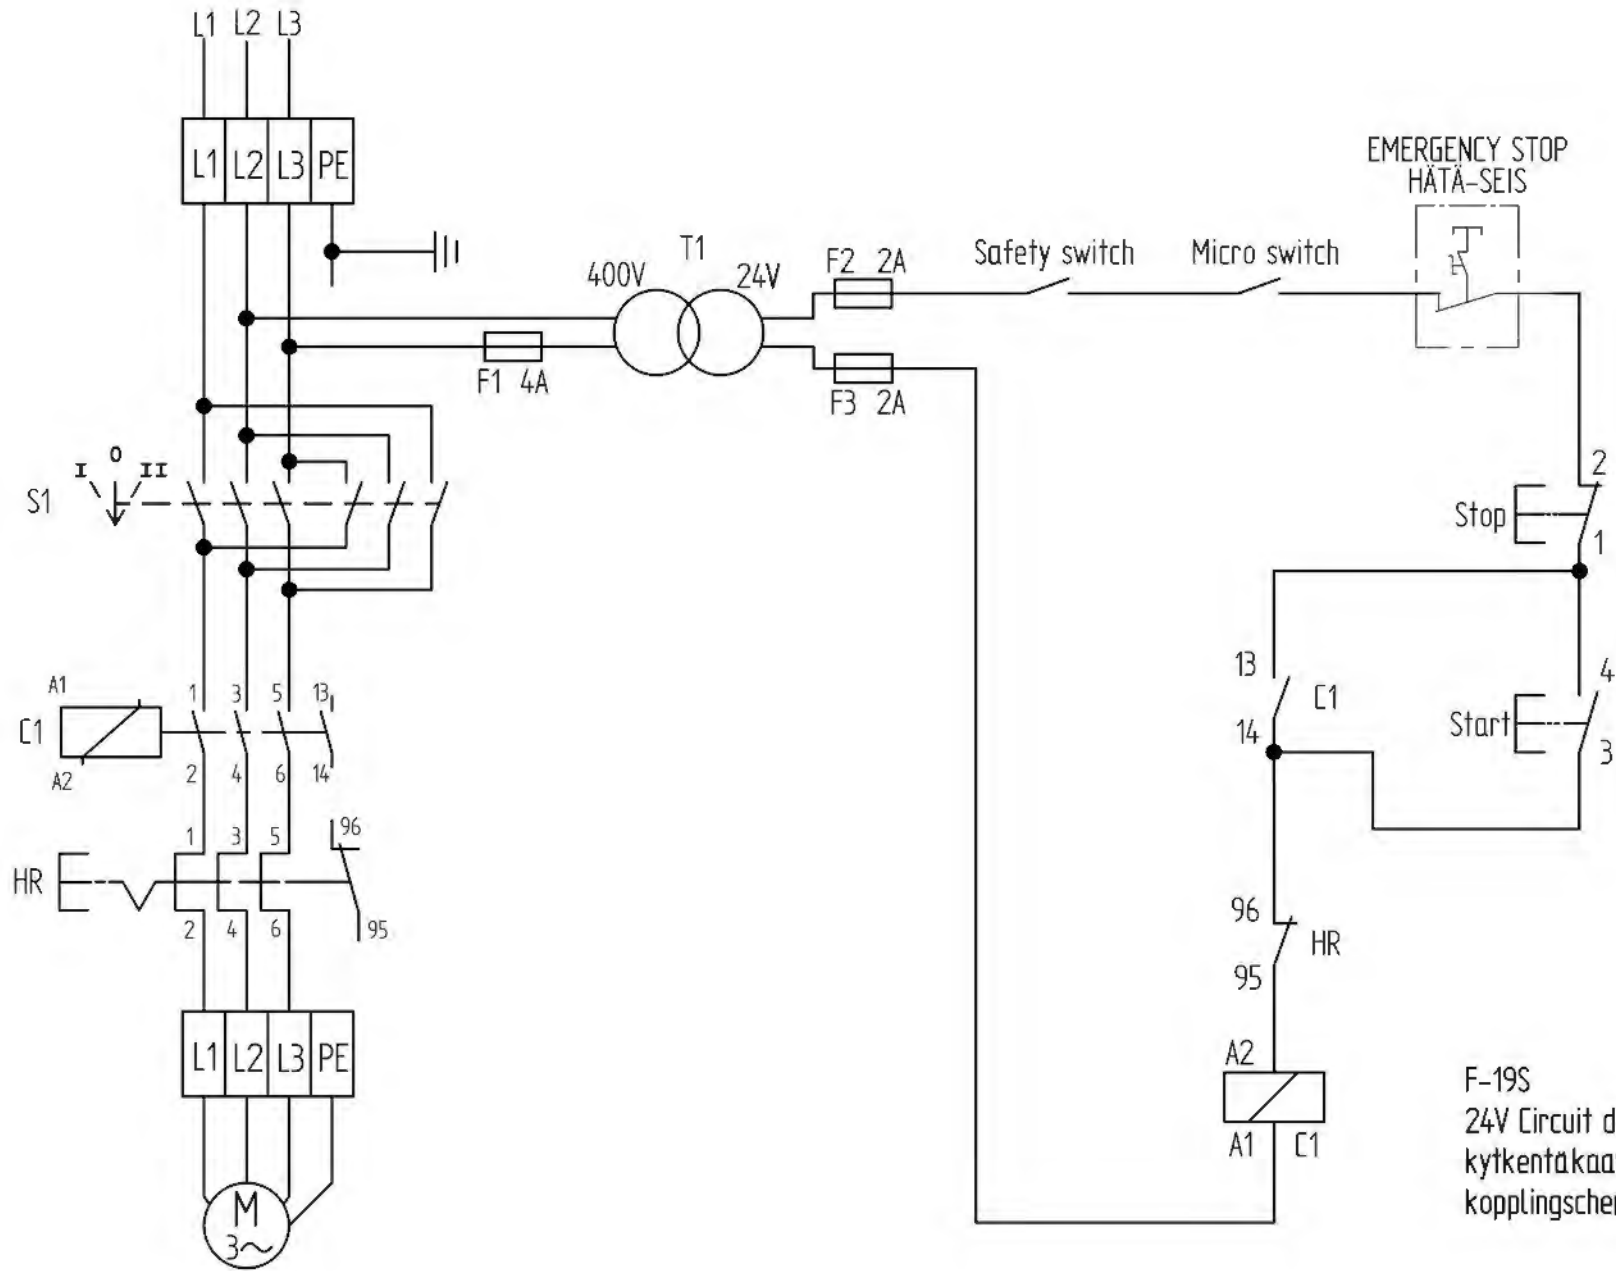 L1 L2 L3
L1 L2 L3 PE
EMERGENCY STOP
HÄTÄ-SEIS
T1
400V 24V
F2 2A
Safety switch
Micro switch
F1 4A
F3 2A
I O II
S1
2
Stop
1
A1
1 3 5 13
C1
A2
2 4 6 14
13
C1
14
4
Start
3
1 3 5 96
HR
2 4 6 95
96
HR
95
L1 L2 L3 PE
A2
A1 C1
M
3~
F-19S
24V Circuit d
kytkentäkaa
kopplingsche